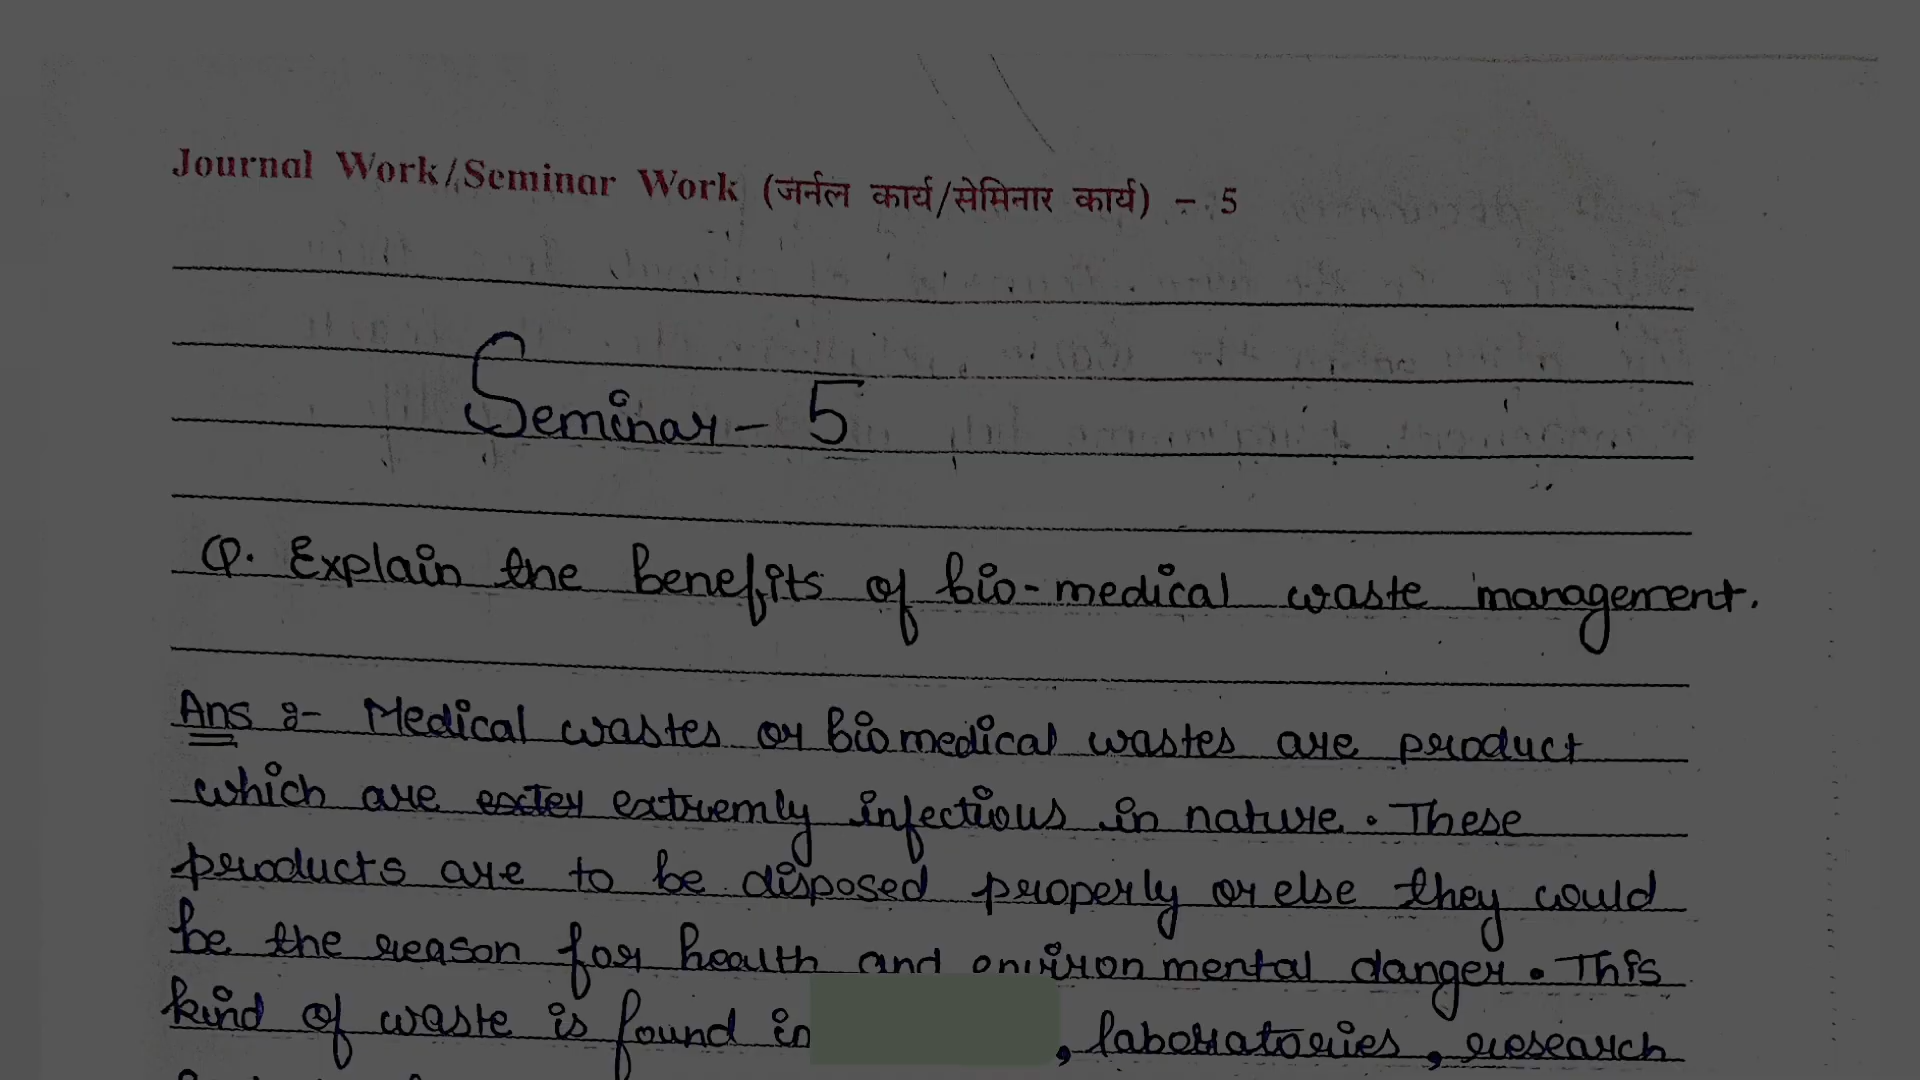 Journal Work/Seminar Work (जर्नल कार्य/सेमिनार कार्य) - 5
Seminar - 5
Q. Explain the benefits of bio-medical waste management.
Ans :- Medical wastes or biomedical wastes are product
which are exter extremly infectious in nature. These
products are to be disposed properly or else they could
be the reason for health and environmental danger. This
kind of waste is found in , laboratories, research